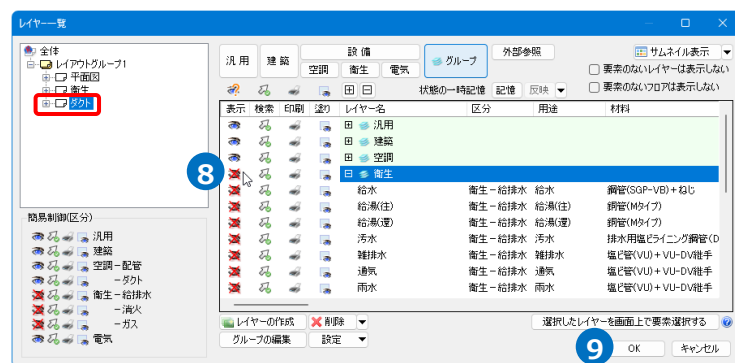 レイヤー一覧
全体
レイアウトグループ1
平面図
衛生
ダクト
簡易制御(区分)
汎用
建築
空調－配管
－ダクト
衛生－給排水
－消火
－ガス
電気
汎用 建築 設備 グループ 外部参照 サムネイル表示
空調 衛生 電気
要素のないレイヤーは表示しない
要素のないフロアは表示しない
状態の一時記憶 記憶 反映
表示 検索 印刷 塗り レイヤー名 区分 用途 材料
汎用
建築
空調
8 衛生
給水 衛生－給排水 給水 鋼管(SGP-VB)+ねじ
給湯(往) 衛生－給排水 給湯(往) 銅管(Mタイプ)
給湯(還) 衛生－給排水 給湯(還) 銅管(Mタイプ)
汚水 衛生－給排水 汚水 排水用塩ビライニング鋼管(D
雑排水 衛生－給排水 雑排水 塩ビ管(VU)+VU-DV継手
通気 衛生－給排水 通気 塩ビ管(VU)+VU-DV継手
雨水 衛生－給排水 雨水 塩ビ管(VU)+VU-DV継手
レイヤーの作成 削除 選択したレイヤーを画面上で要素選択する
グループの編集 設定
9 OK キャンセル